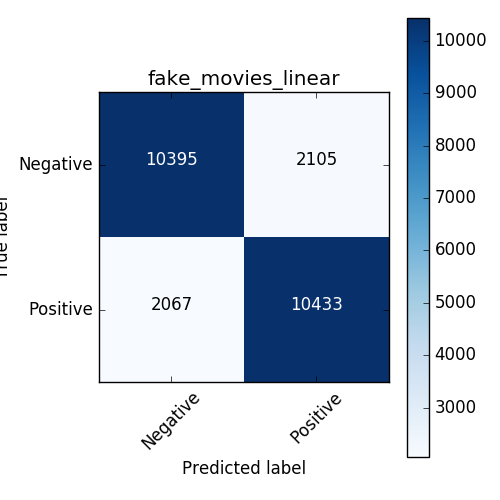 fake_movies_linear
True label
Negative
10395
2105
Positive
2067
10433
Negative
Positive
Predicted label
10000
9000
8000
7000
6000
5000
4000
3000